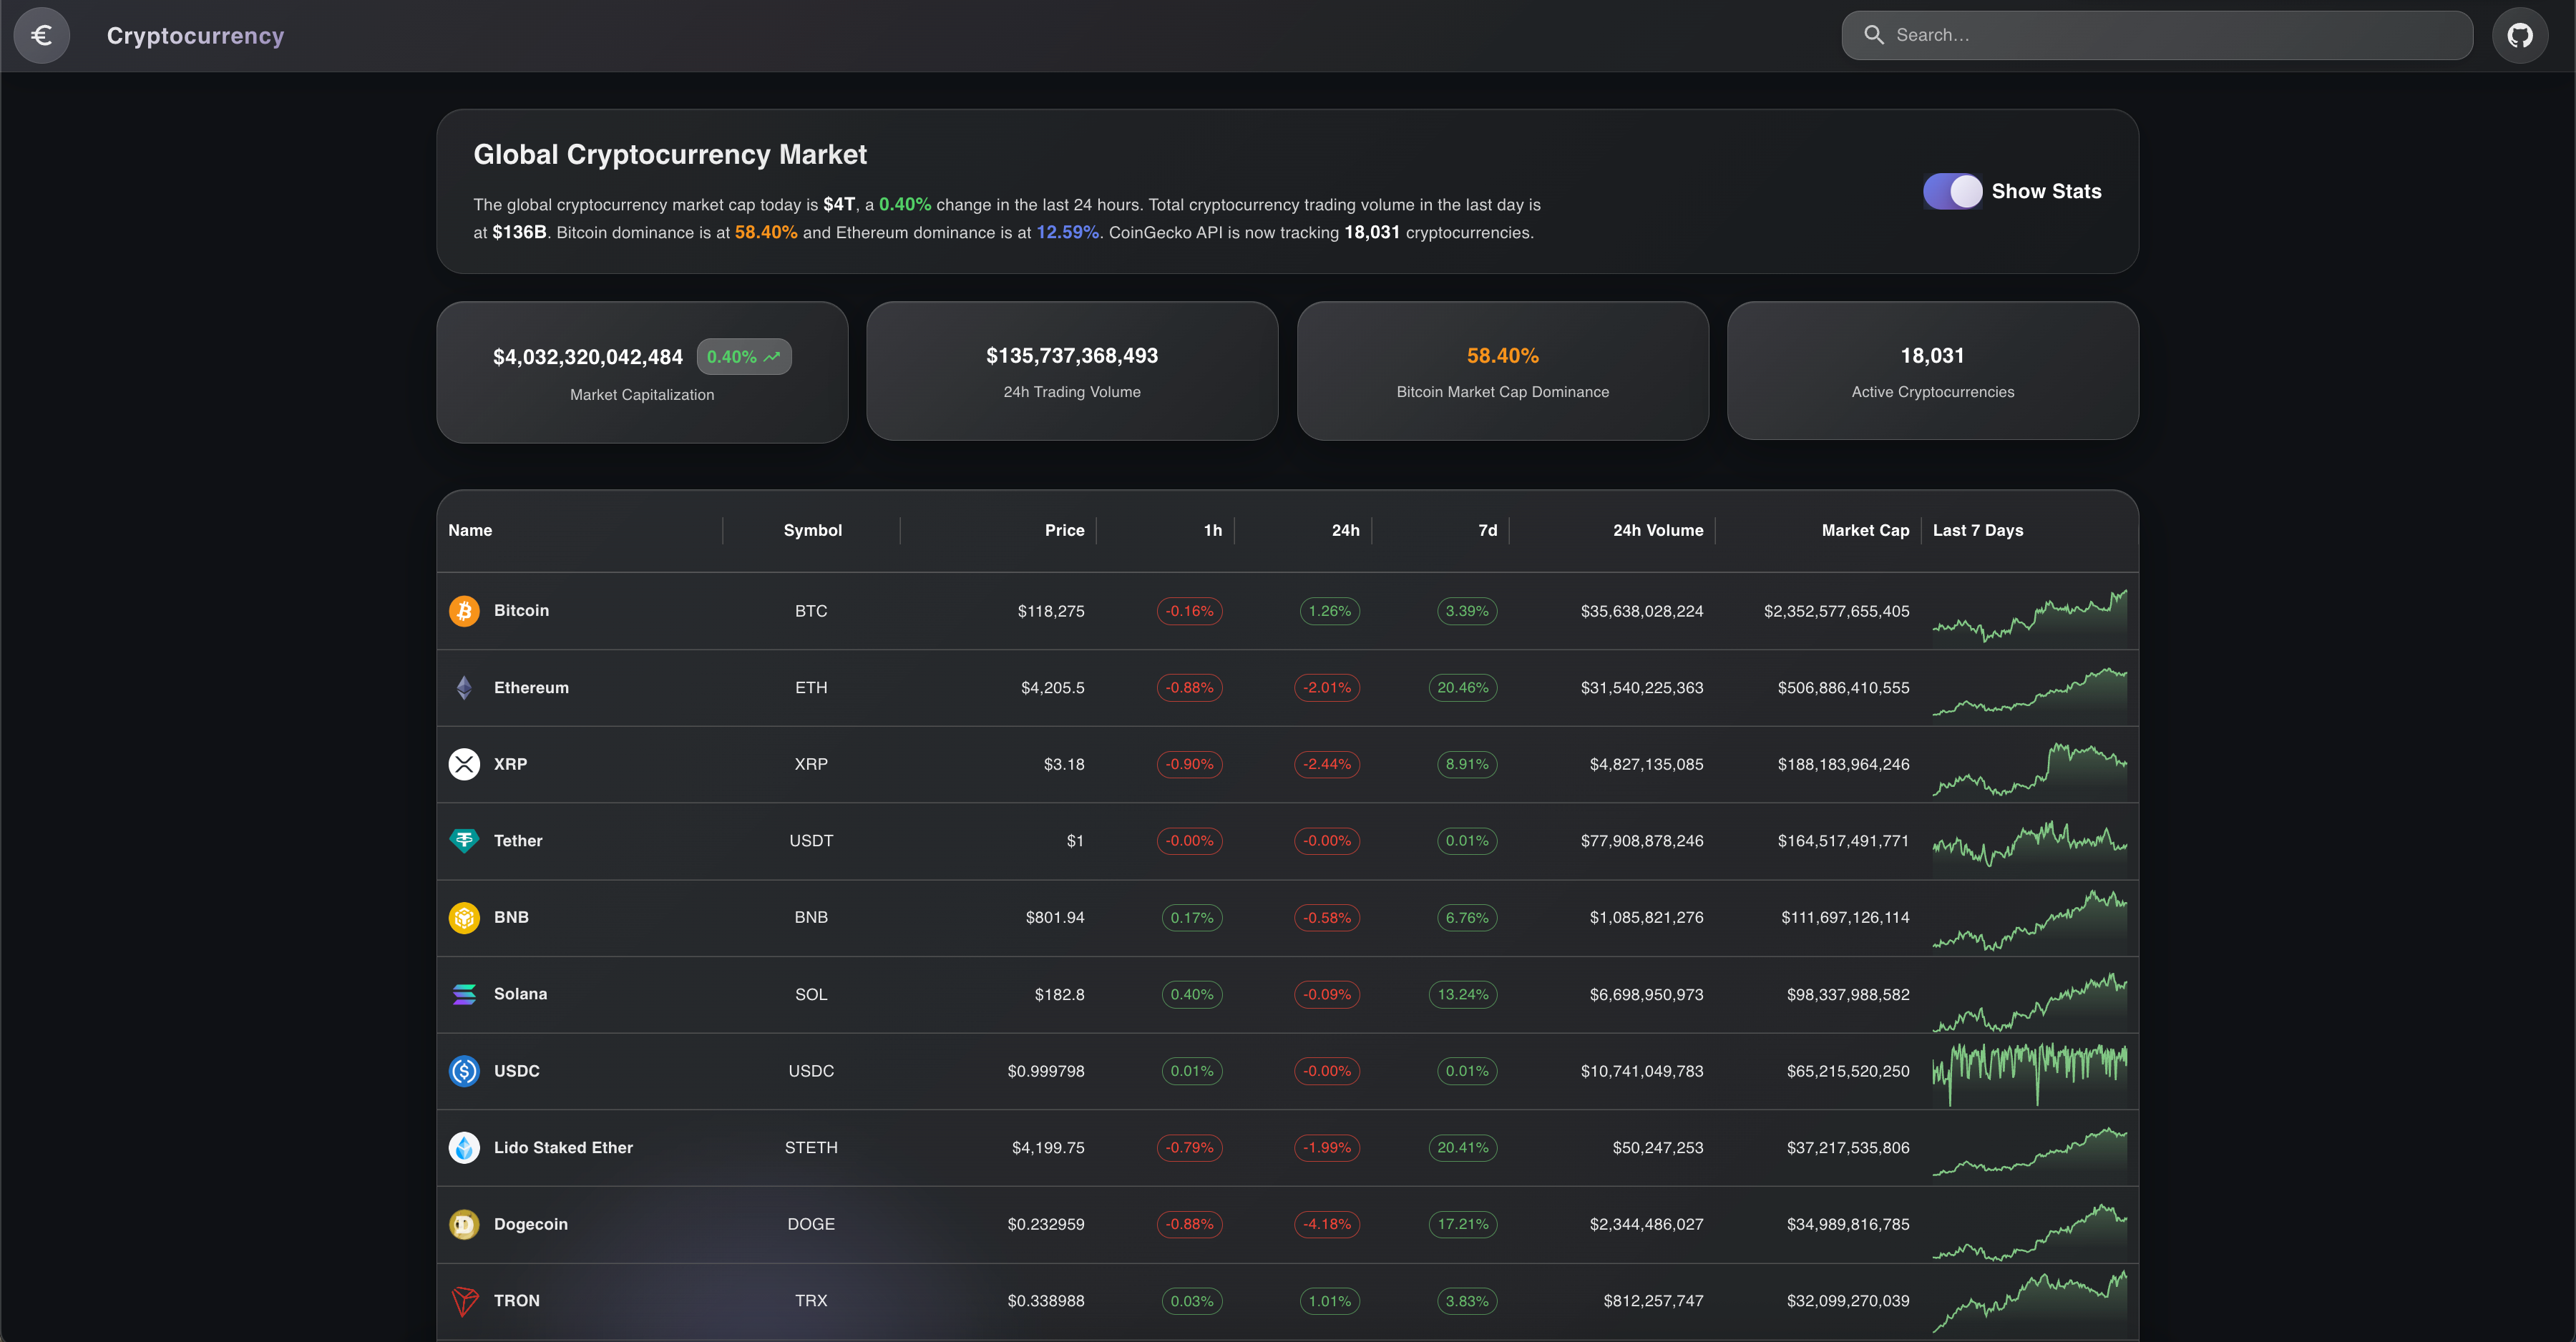 € Cryptocurrency Search...
Global Cryptocurrency Market
The global cryptocurrency market cap today is $4T, a 0.40% change in the last 24 hours. Total cryptocurrency trading volume in the last day is
at $136B. Bitcoin dominance is at 58.40% and Ethereum dominance is at 12.59%. CoinGecko API is now tracking 18,031 cryptocurrencies.
Show Stats
$4,032,320,042,484 0.40%
Market Capitalization
$135,737,368,493
24h Trading Volume
58.40%
Bitcoin Market Cap Dominance
18,031
Active Cryptocurrencies
Name Symbol Price 1h 24h 7d 24h Volume Market Cap Last 7 Days
Bitcoin BTC $118,275 -0.16% 1.26% 3.39% $35,638,028,224 $2,352,577,655,405
Ethereum ETH $4,205.5 -0.88% -2.01% 20.46% $31,540,225,363 $506,886,410,555
XRP XRP $3.18 -0.90% -2.44% 8.91% $4,827,135,085 $188,183,964,246
Tether USDT $1 -0.00% -0.00% 0.01% $77,908,878,246 $164,517,491,771
BNB BNB $801.94 0.17% -0.58% 6.76% $1,085,821,276 $111,697,126,114
Solana SOL $182.8 0.40% -0.09% 13.24% $6,698,950,973 $98,337,988,582
USDC USDC $0.999798 0.01% -0.00% 0.01% $10,741,049,783 $65,215,520,250
Lido Staked Ether STETH $4,199.75 -0.79% -1.99% 20.41% $50,247,253 $37,217,535,806
Dogecoin DOGE $0.232959 -0.88% -4.18% 17.21% $2,344,486,027 $34,989,816,785
TRON TRX $0.338988 0.03% 1.01% 3.83% $812,257,747 $32,099,270,039